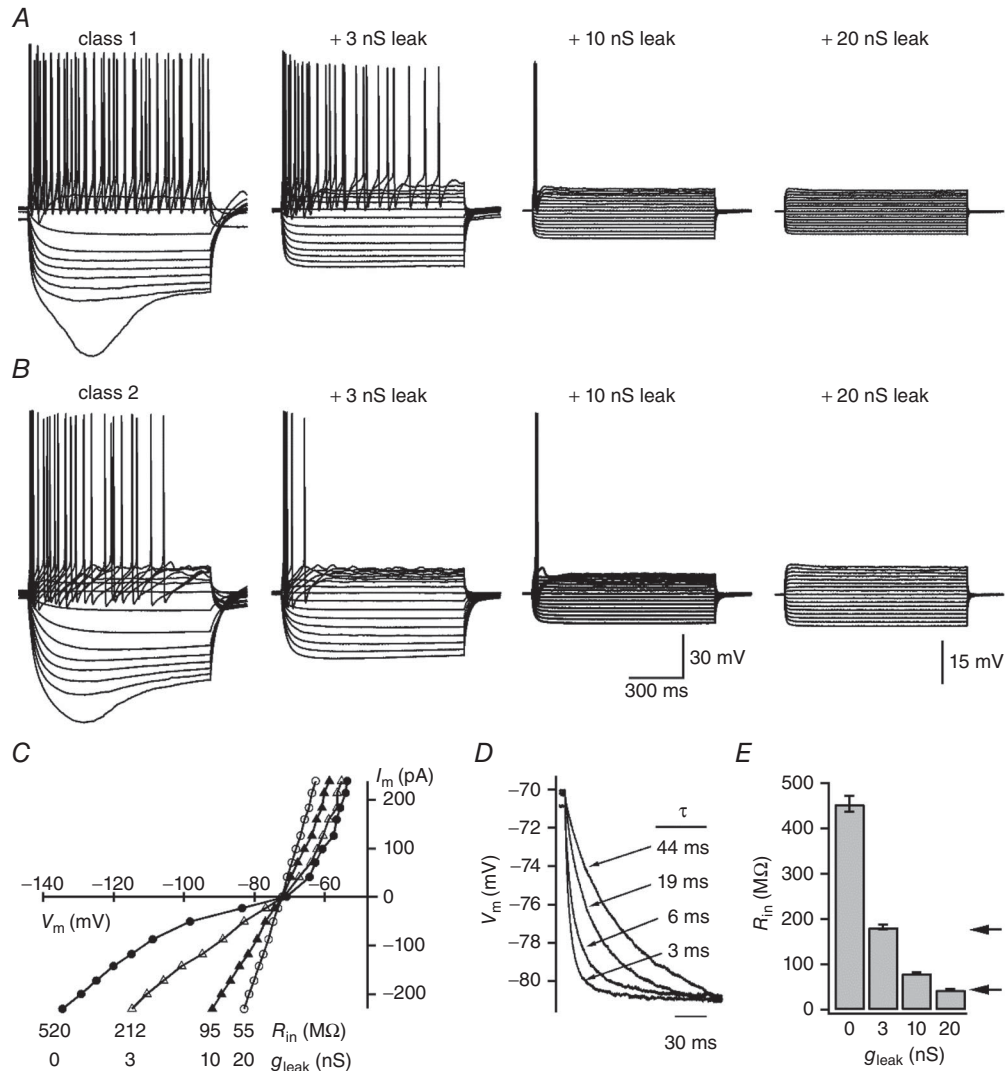 A
class 1
+ 3 nS leak
+ 10 nS leak
+ 20 nS leak
B
class 2
+ 3 nS leak
+ 10 nS leak
+ 20 nS leak
30 mV
300 ms
15 mV
C
Im (pA)
200
100
0
−100
−200
−140
−100
−80
−60
Vm (mV)
520
212
95
55
Rin (MΩ)
0
3
10
20
gleak (nS)
D
−70
−72
−74
−76
−78
−80
Vm (mV)
τ
44 ms
19 ms
6 ms
3 ms
30 ms
E
500
400
300
200
100
0
Rin (MΩ)
0
3
10
20
gleak (nS)